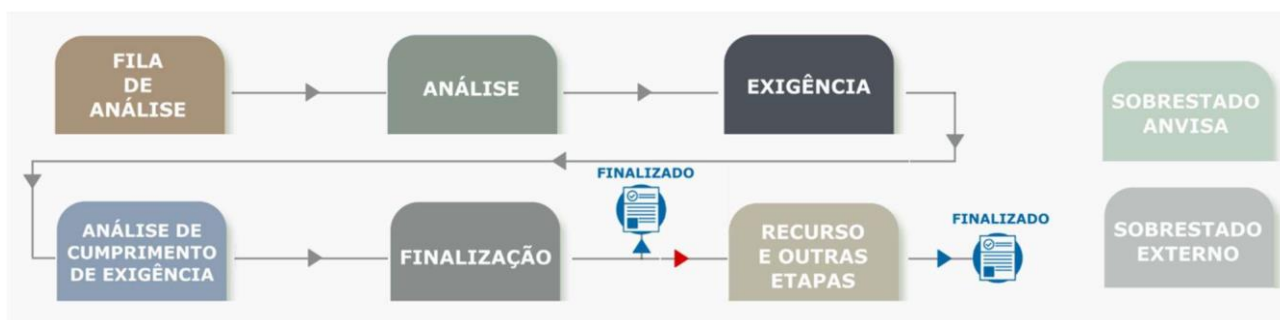 FILA
DE
ANÁLISE
ANÁLISE
EXIGÊNCIA
SOBRESTADO
ANVISA
ANÁLISE DE
CUMPRIMENTO
DE EXIGÊNCIA
FINALIZAÇÃO
FINALIZADO
RECURSO
E OUTRAS
ETAPAS
FINALIZADO
SOBRESTADO
EXTERNO